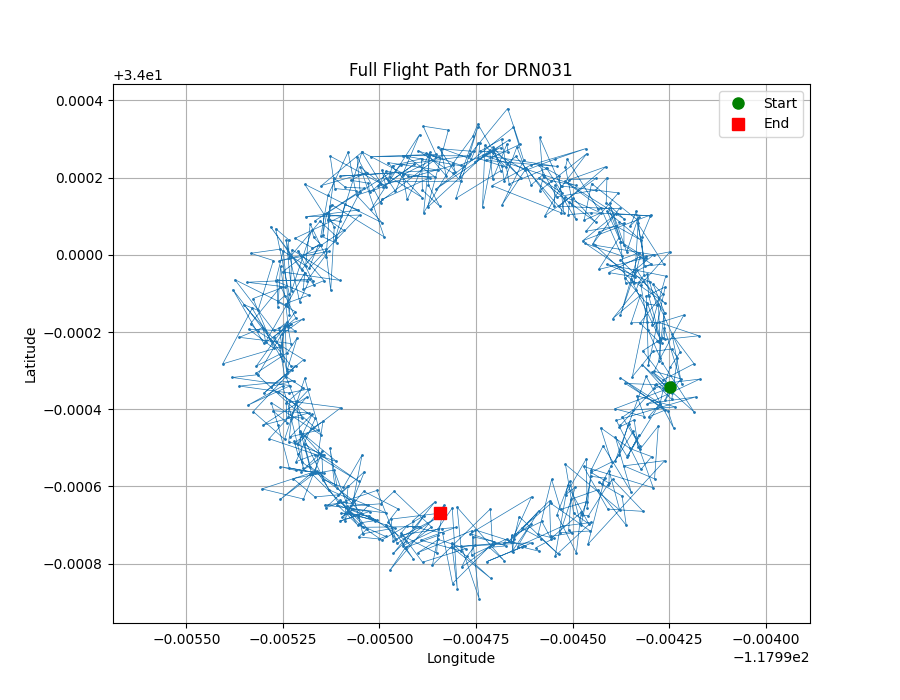 Full Flight Path for DRN031
+3.4e1
Start
End
0.0004
0.0002
0.0000
−0.0002
−0.0004
−0.0006
−0.0008
Latitude
−0.00550
−0.00525
−0.00500
−0.00475
−0.00450
−0.00425
−0.00400
Longitude
−1.1799e2